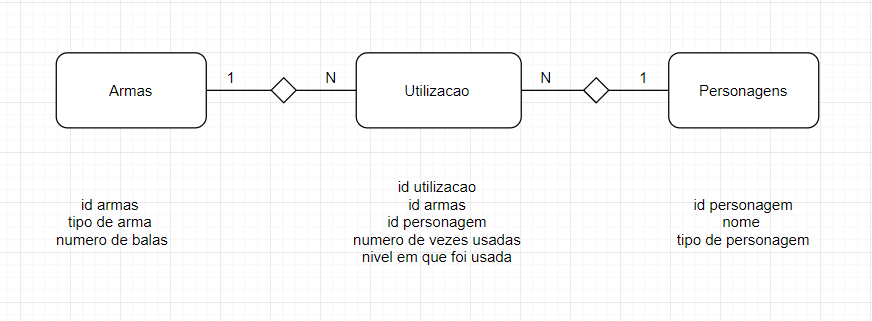 Armas
1
N
Utilizacao
N
1
Personagens
id armas
tipo de arma
numero de balas
id utilizacao
id armas
id personagem
numero de vezes usadas
nivel em que foi usada
id personagem
nome
tipo de personagem